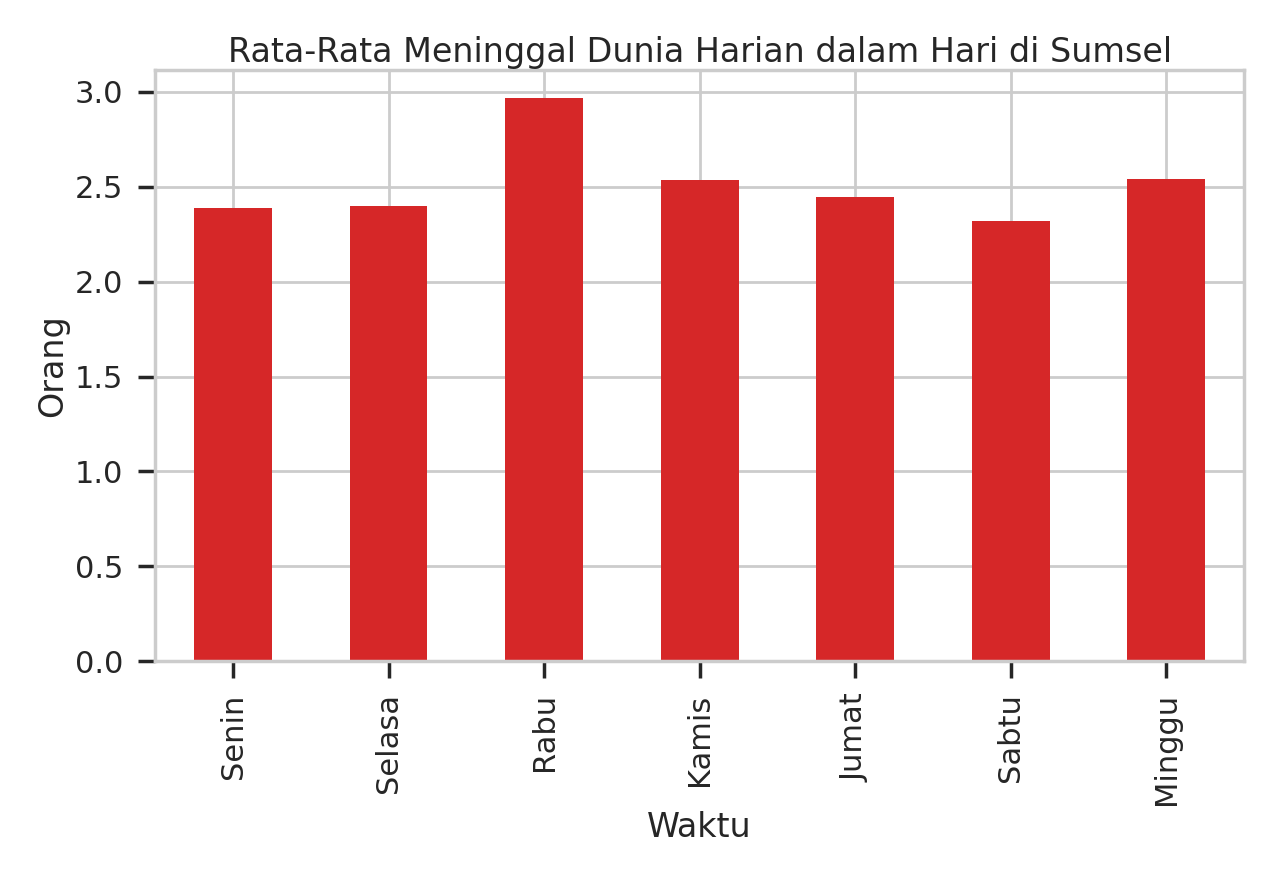 Rata-Rata Meninggal Dunia Harian dalam Hari di Sumsel
3.0
2.5
2.0
1.5
1.0
0.5
0.0
Orang
Senin
Selasa
Rabu
Kamis
Jumat
Sabtu
Minggu
Waktu